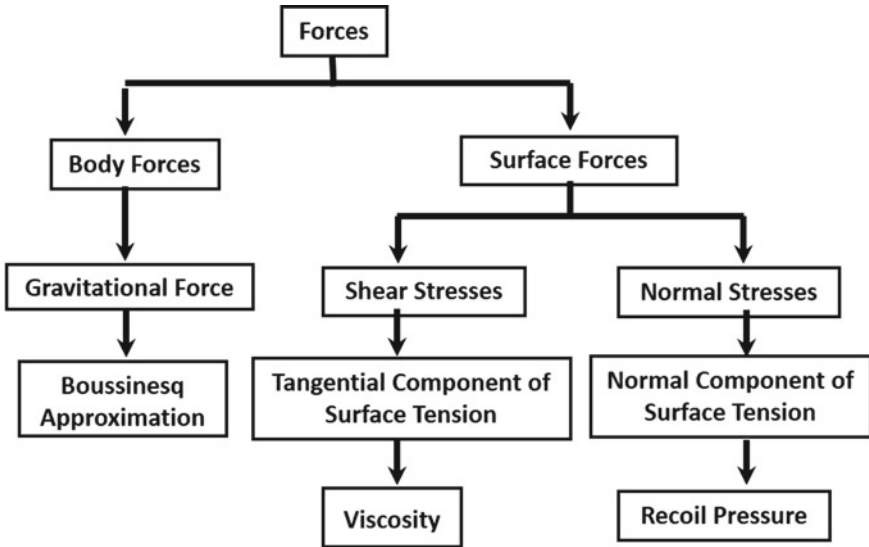 Forces
Body Forces
Surface Forces
Gravitational Force
Shear Stresses
Normal Stresses
Boussinesq
Approximation
Tangential Component of
Surface Tension
Normal Component of
Surface Tension
Viscosity
Recoil Pressure